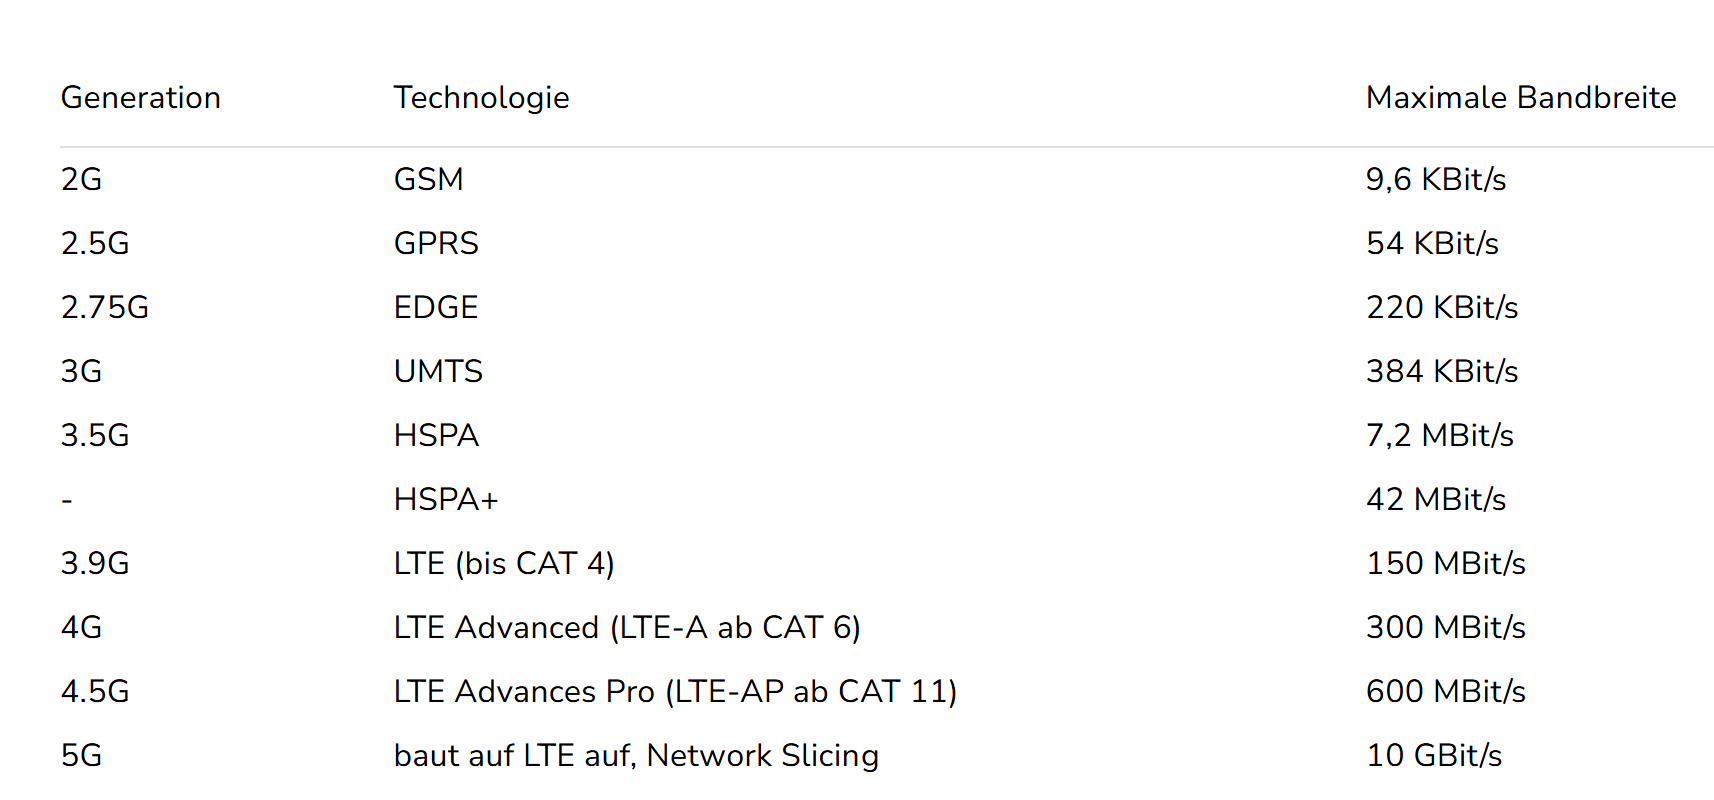 Generation Technologie Maximale Bandbreite
2G GSM 9,6 KBit/s
2.5G GPRS 54 KBit/s
2.75G EDGE 220 KBit/s
3G UMTS 384 KBit/s
3.5G HSPA 7,2 MBit/s
- HSPA+ 42 MBit/s
3.9G LTE (bis CAT 4) 150 MBit/s
4G LTE Advanced (LTE-A ab CAT 6) 300 MBit/s
4.5G LTE Advances Pro (LTE-AP ab CAT 11) 600 MBit/s
5G baut auf LTE auf, Network Slicing 10 GBit/s